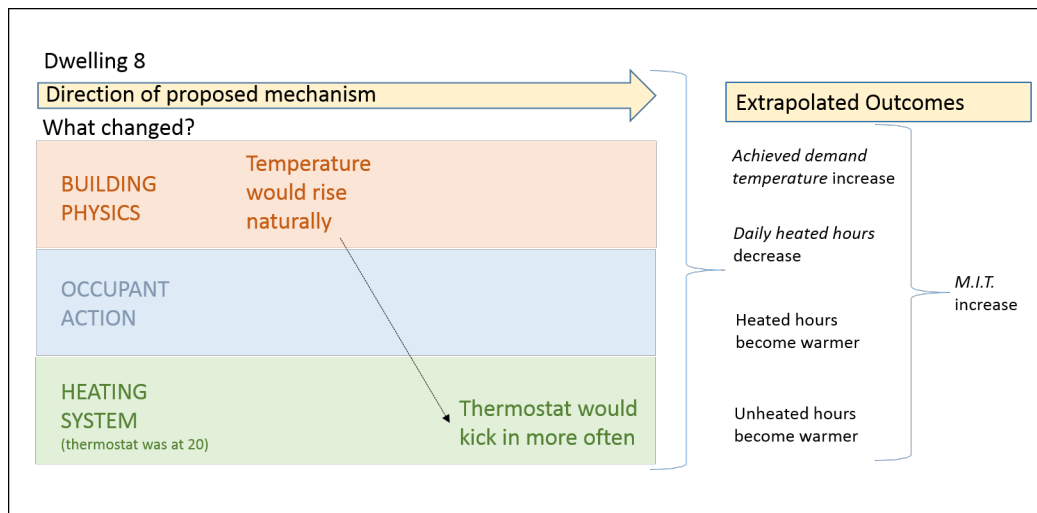 Dwelling 8
Direction of proposed mechanism
What changed?
BUILDING
PHYSICS
Temperature
would rise
naturally
OCCUPANT
ACTION
HEATING
SYSTEM
(thermostat was at 20)
Thermostat would
kick in more often
Extrapolated Outcomes
Achieved demand
temperature increase
Daily heated hours
decrease
Heated hours
become warmer
Unheated hours
become warmer
M.I.T.
increase